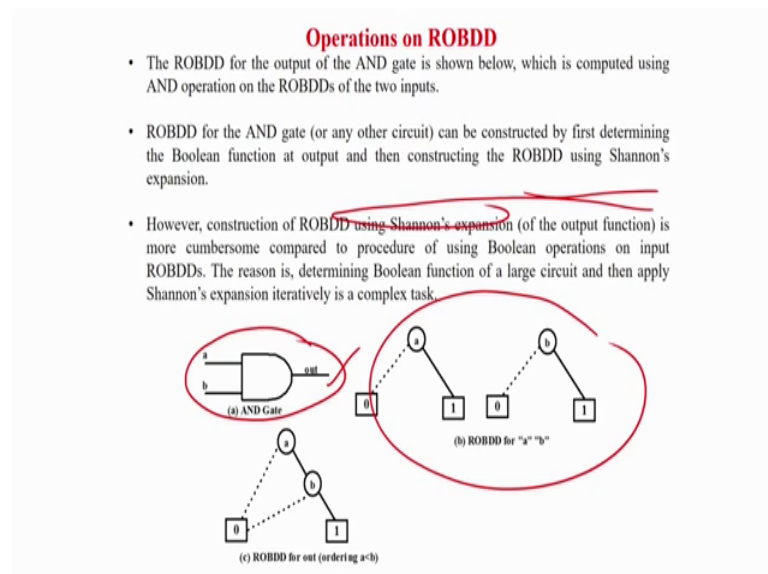 Operations on ROBDD
• The ROBDD for the output of the AND gate is shown below, which is computed using
AND operation on the ROBDDs of the two inputs.
• ROBDD for the AND gate (or any other circuit) can be constructed by first determining
the Boolean function at output and then constructing the ROBDD using Shannon's
expansion.
• However, construction of ROBDD using Shannon's expansion (of the output function) is
more cumbersome compared to procedure of using Boolean operations on input
ROBDDs. The reason is, determining Boolean function of a large circuit and then apply
Shannon's expansion iteratively is a complex task.
a
b
out
(a) AND Gate
a
b
0
1
0
1
(b) ROBDD for "a" "b"
a
b
0
1
(c) ROBDD for out (ordering a<b)